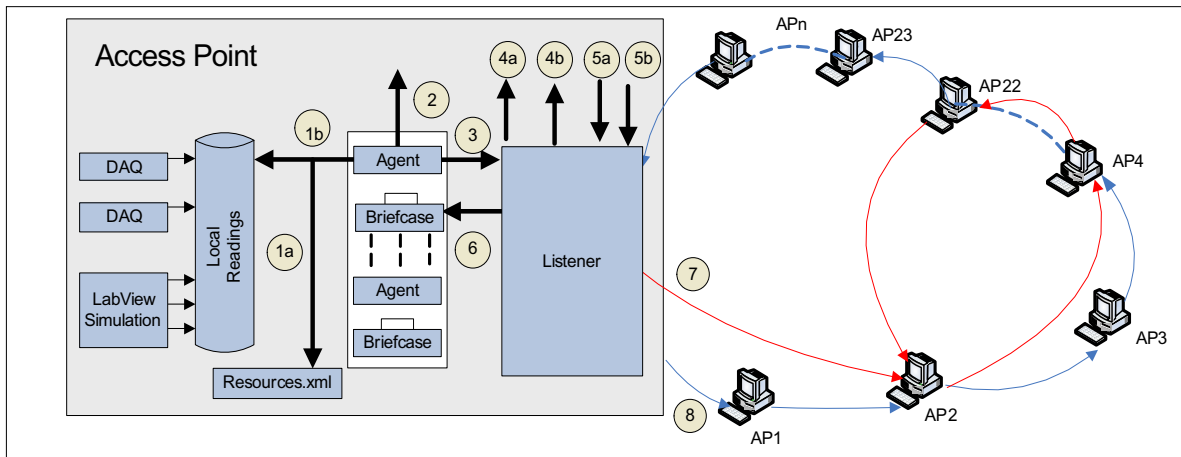 Access Point
4a
4b
5a
5b
APn
AP23
AP22
AP4
AP3
AP2
AP1
2
1b
3
DAQ
DAQ
LabView
Simulation
Local
Readings
1a
Agent
Briefcase
6
Agent
Briefcase
Listener
Resources.xml
7
8